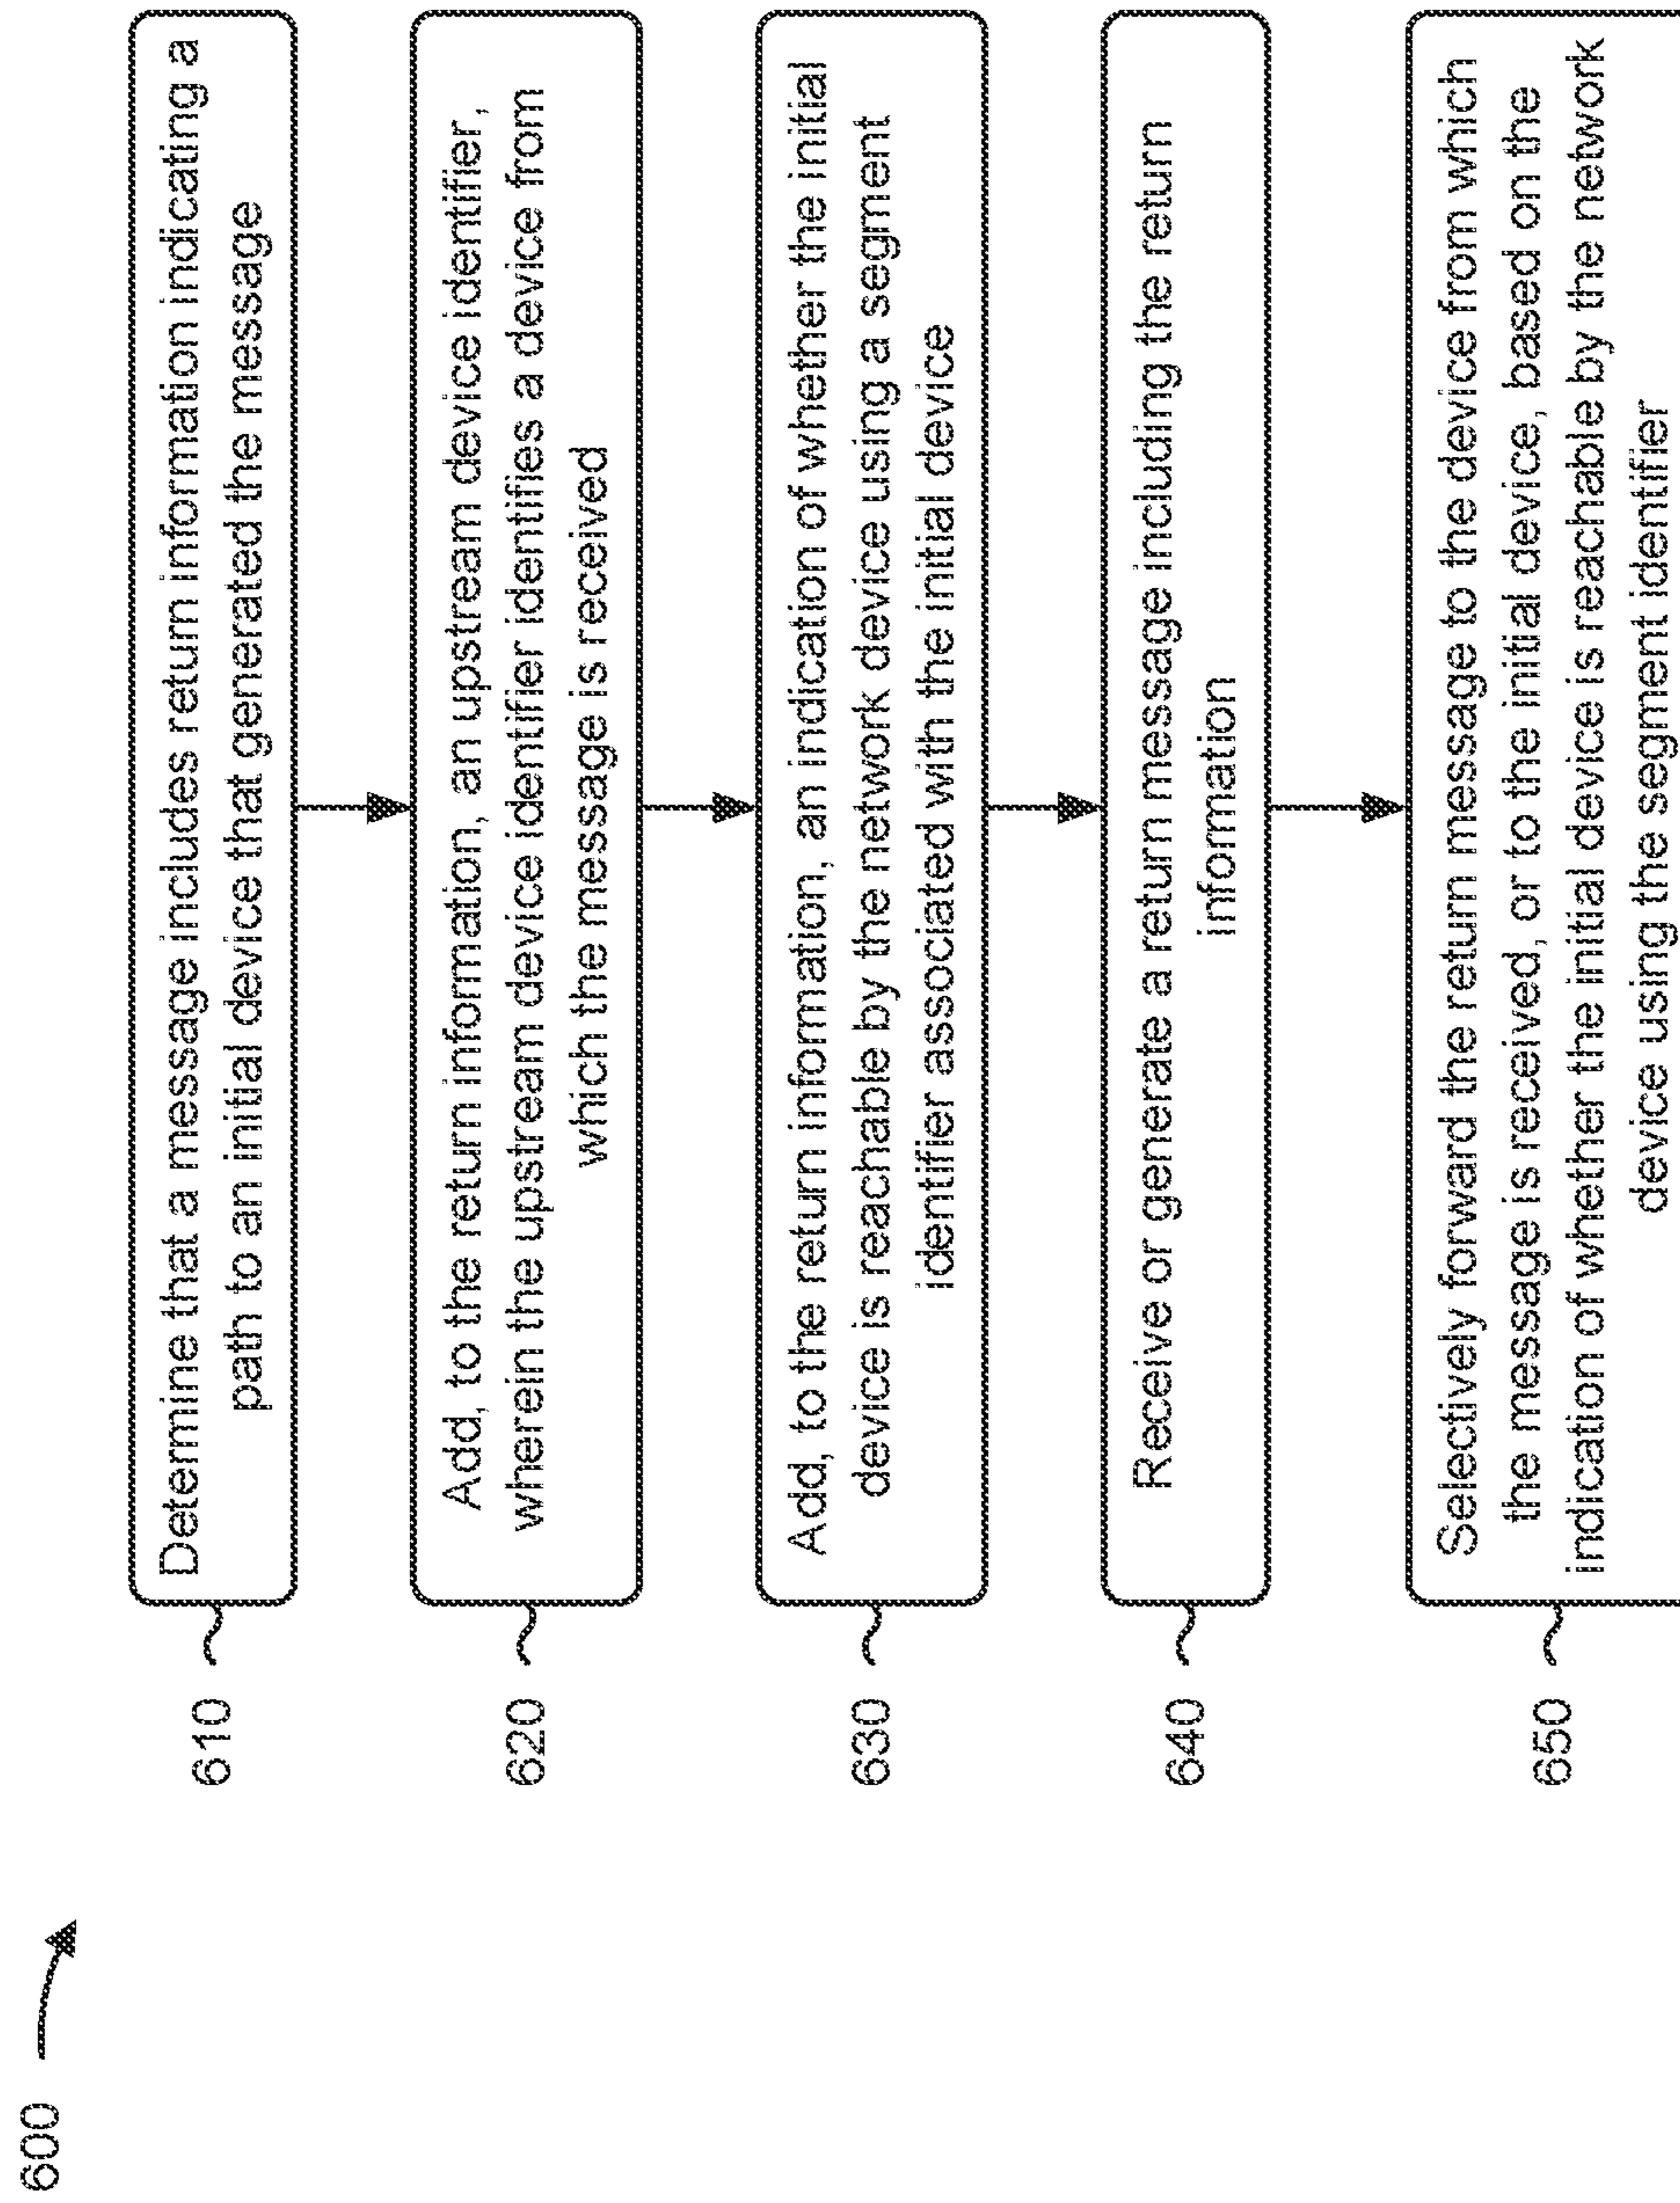 600
610
Determine that a message includes return information indicating a
path to an initial device that generated the message
620
Add, to the return information, an upstream device identifier,
wherein the upstream device identifier identifies a device from
which the message is received
630
Add, to the return information, an indication of whether the initial
device is reachable by the network device using a segment
identifier associated with the initial device
640
Receive or generate a return message including the return
information
650
Selectively forward the return message to the device from which
the message is received, or to the initial device, based on the
indication of whether the initial device is reachable by the network
device using the segment identifier